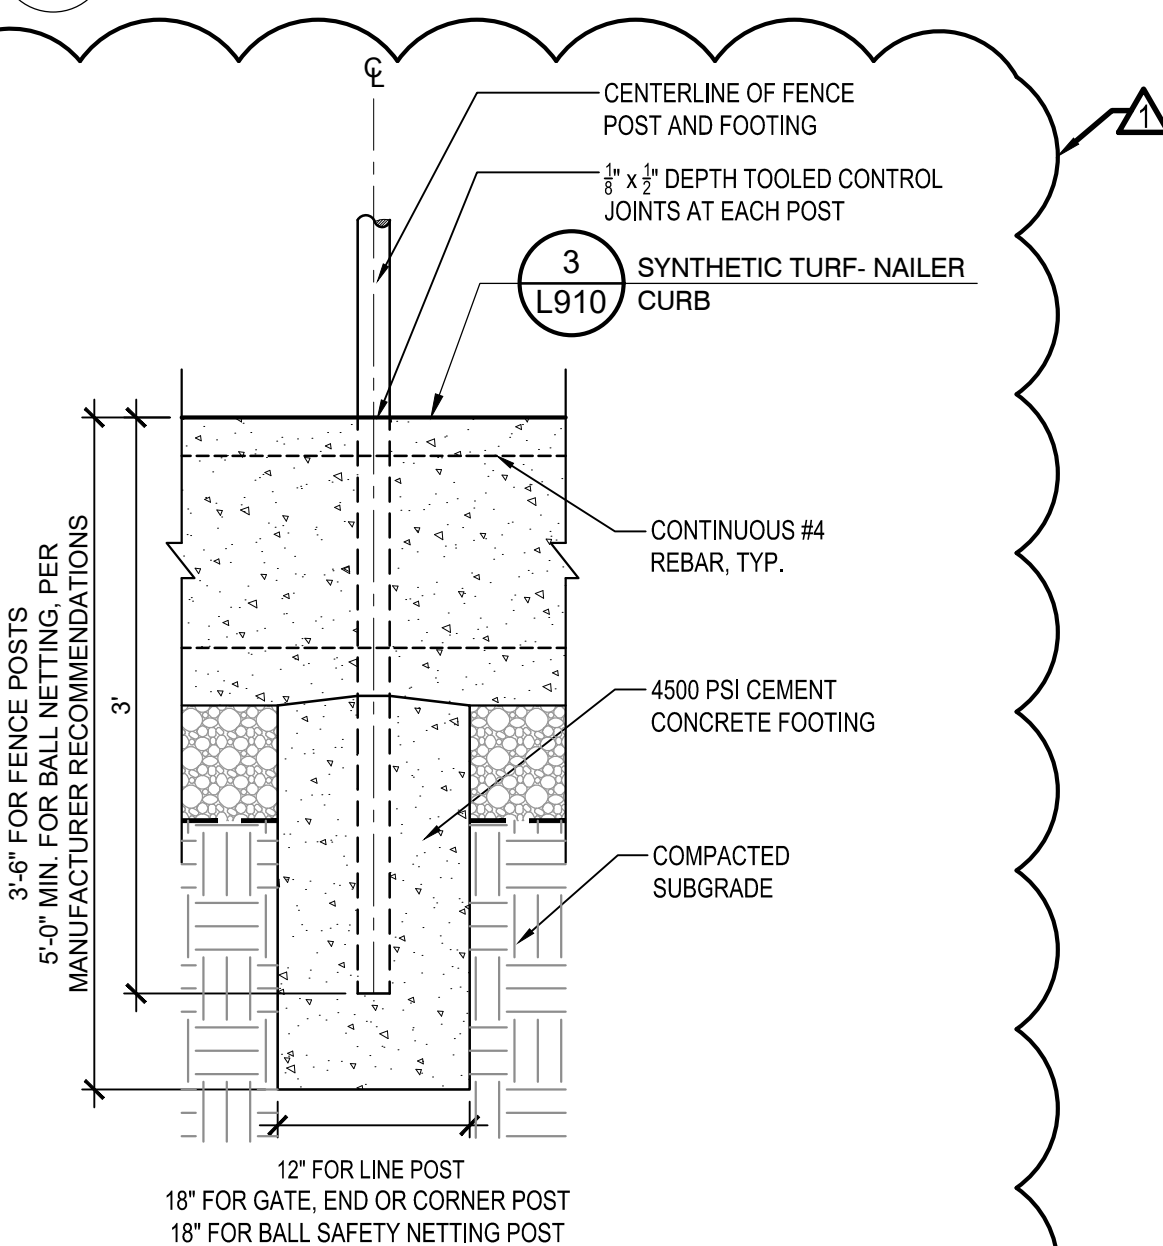 ℄
CENTERLINE OF FENCE
POST AND FOOTING
1
1/8" x 1/2" DEPTH TOOLED CONTROL
JOINTS AT EACH POST
3
L910
SYNTHETIC TURF- NAILER
CURB
CONTINUOUS #4
REBAR, TYP.
3'-6" FOR FENCE POSTS
5'-0" MIN. FOR BALL NETTING, PER
MANUFACTURER RECOMMENDATIONS
3'
4500 PSI CEMENT
CONCRETE FOOTING
COMPACTED
SUBGRADE
12" FOR LINE POST
18" FOR GATE, END OR CORNER POST
18" FOR BALL SAFETY NETTING POST